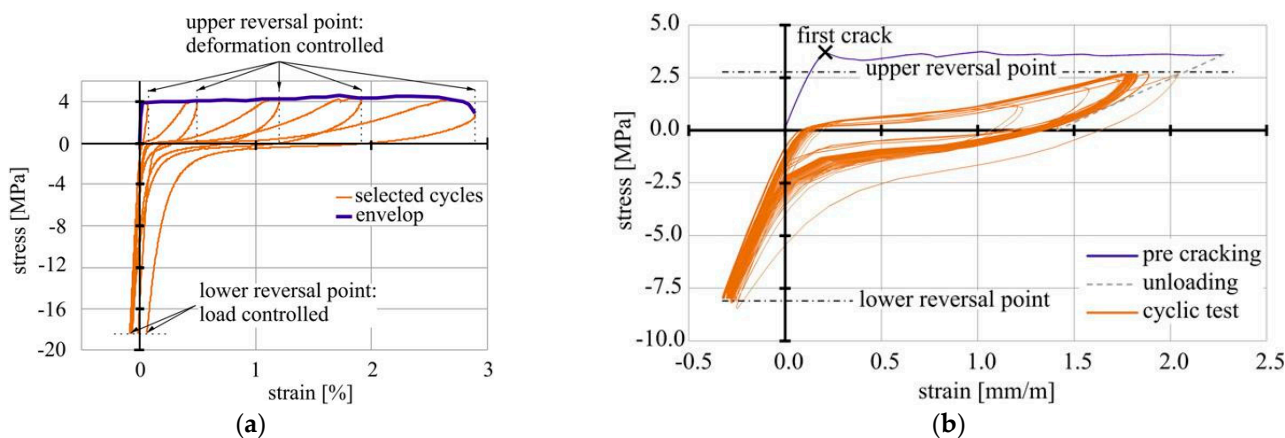 upper reversal point:
deformation controlled
4
0
-4
-8
-12
-16
-20
stress [MPa]
selected cycles
envelop
lower reversal point:
load controlled
0
1
2
3
strain [%]
(a)
5.0
2.5
0.0
-2.5
-5.0
-7.5
-10.0
stress [MPa]
first crack
upper reversal point
pre cracking
unloading
cyclic test
lower reversal point
-0.5
0.0
0.5
1.0
1.5
2.0
2.5
strain [mm/m]
(b)